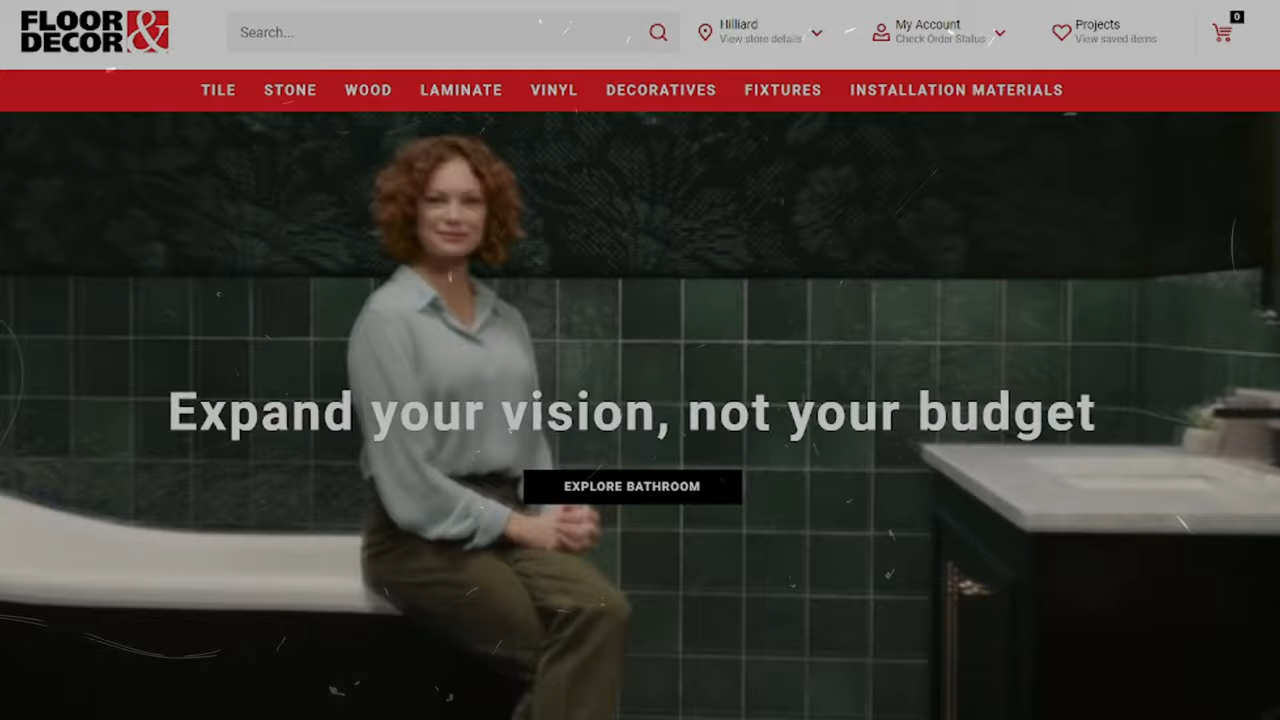 FLOOR
& DECOR
Search...
Hilliard
View store details
My Account
Check Order Status
Projects
View saved items
0
TILE STONE WOOD LAMINATE VINYL DECORATIVES FIXTURES INSTALLATION MATERIALS
Expand your vision, not your budget
EXPLORE BATHROOM